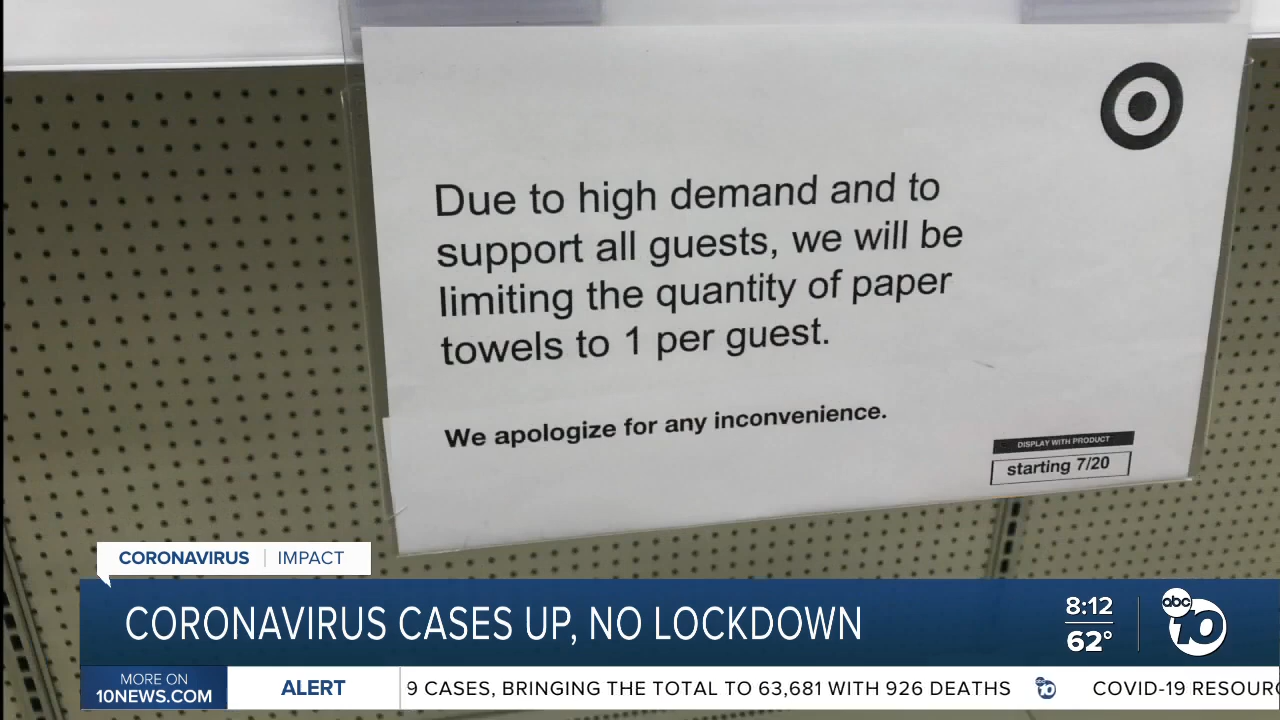 Due to high demand and to
support all guests, we will be
limiting the quantity of paper
towels to 1 per guest.
We apologize for any inconvenience.
DISPLAY WITH PRODUCT
starting 7/20
CORONAVIRUS | IMPACT
CORONAVIRUS CASES UP, NO LOCKDOWN
8:12
62°
abc 10
MORE ON
10NEWS.COM
ALERT
9 CASES, BRINGING THE TOTAL TO 63,681 WITH 926 DEATHS abc 10 COVID-19 RESOUR